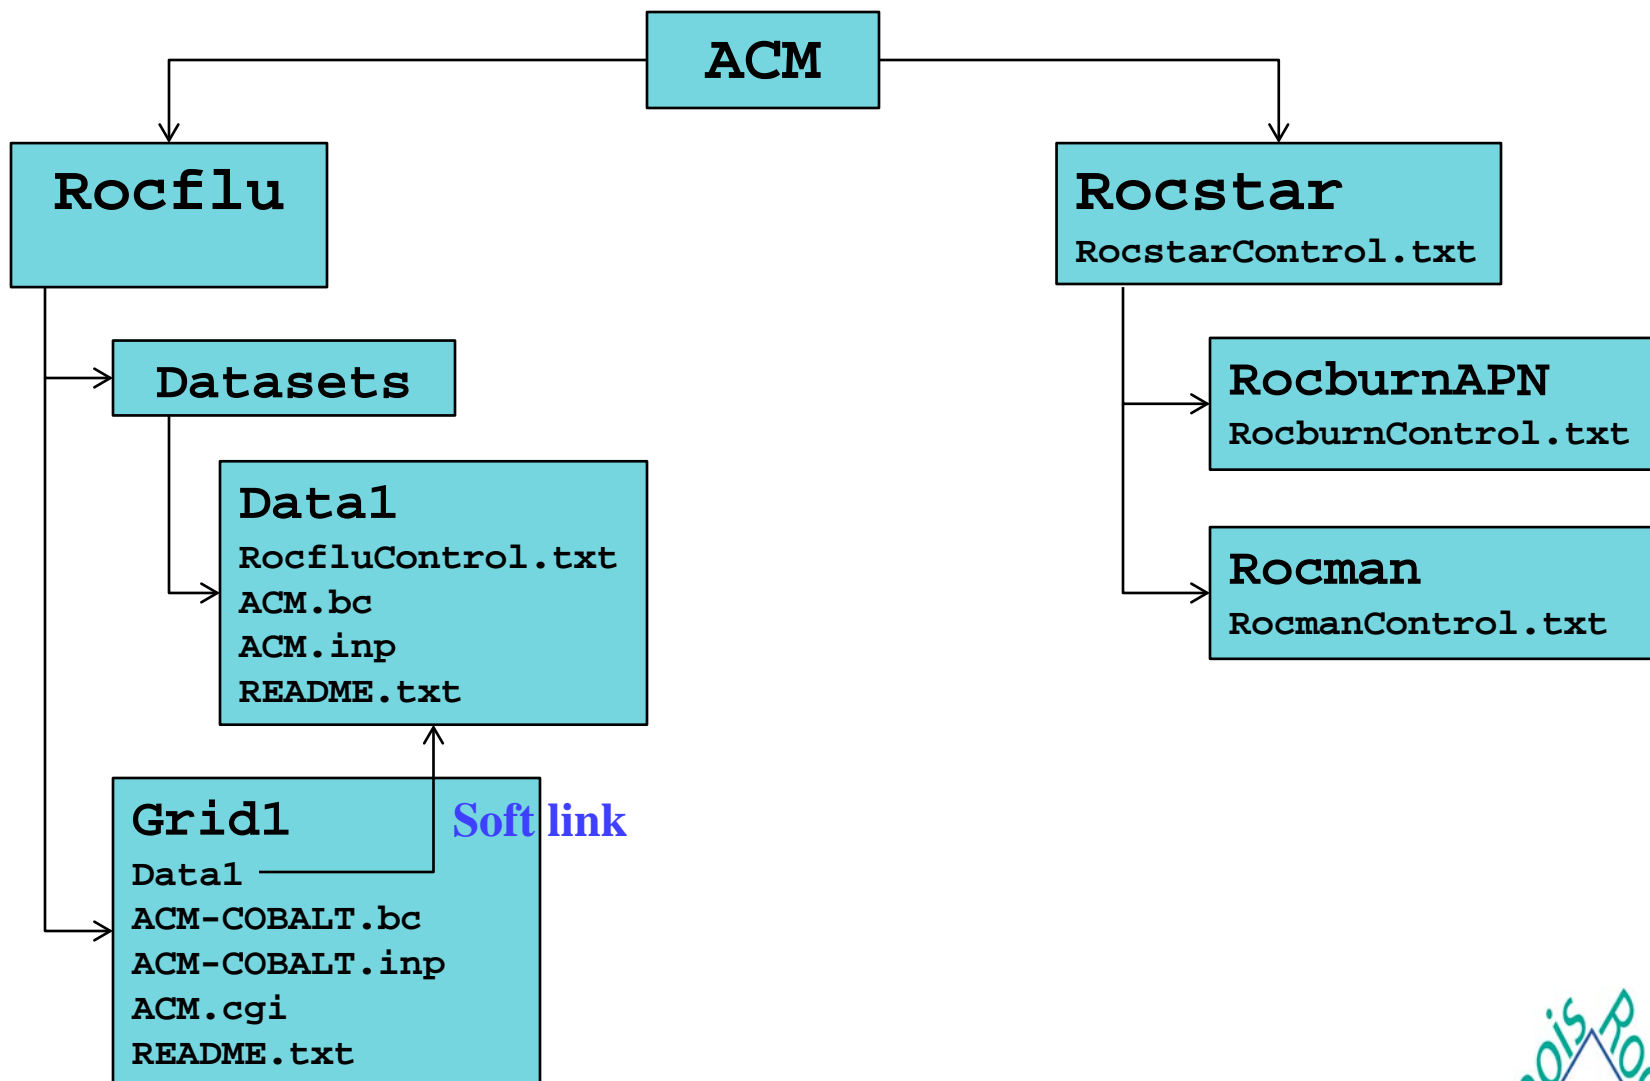 ACM
Rocflu
Rocstar
RocstarControl.txt
Datasets
RocburnAPN
RocburnControl.txt
Data1
RocfluControl.txt
ACM.bc
ACM.inp
README.txt
Rocman
RocmanControl.txt
Grid1
Soft link
Data1
ACM-COBALT.bc
ACM-COBALT.inp
ACM.cgi
README.txt